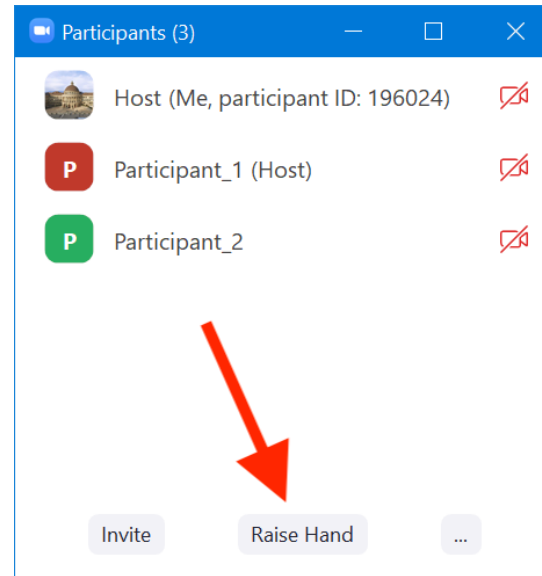 Participants (3)
Host (Me, participant ID: 196024)
P Participant_1 (Host)
P Participant_2
Invite Raise Hand ...